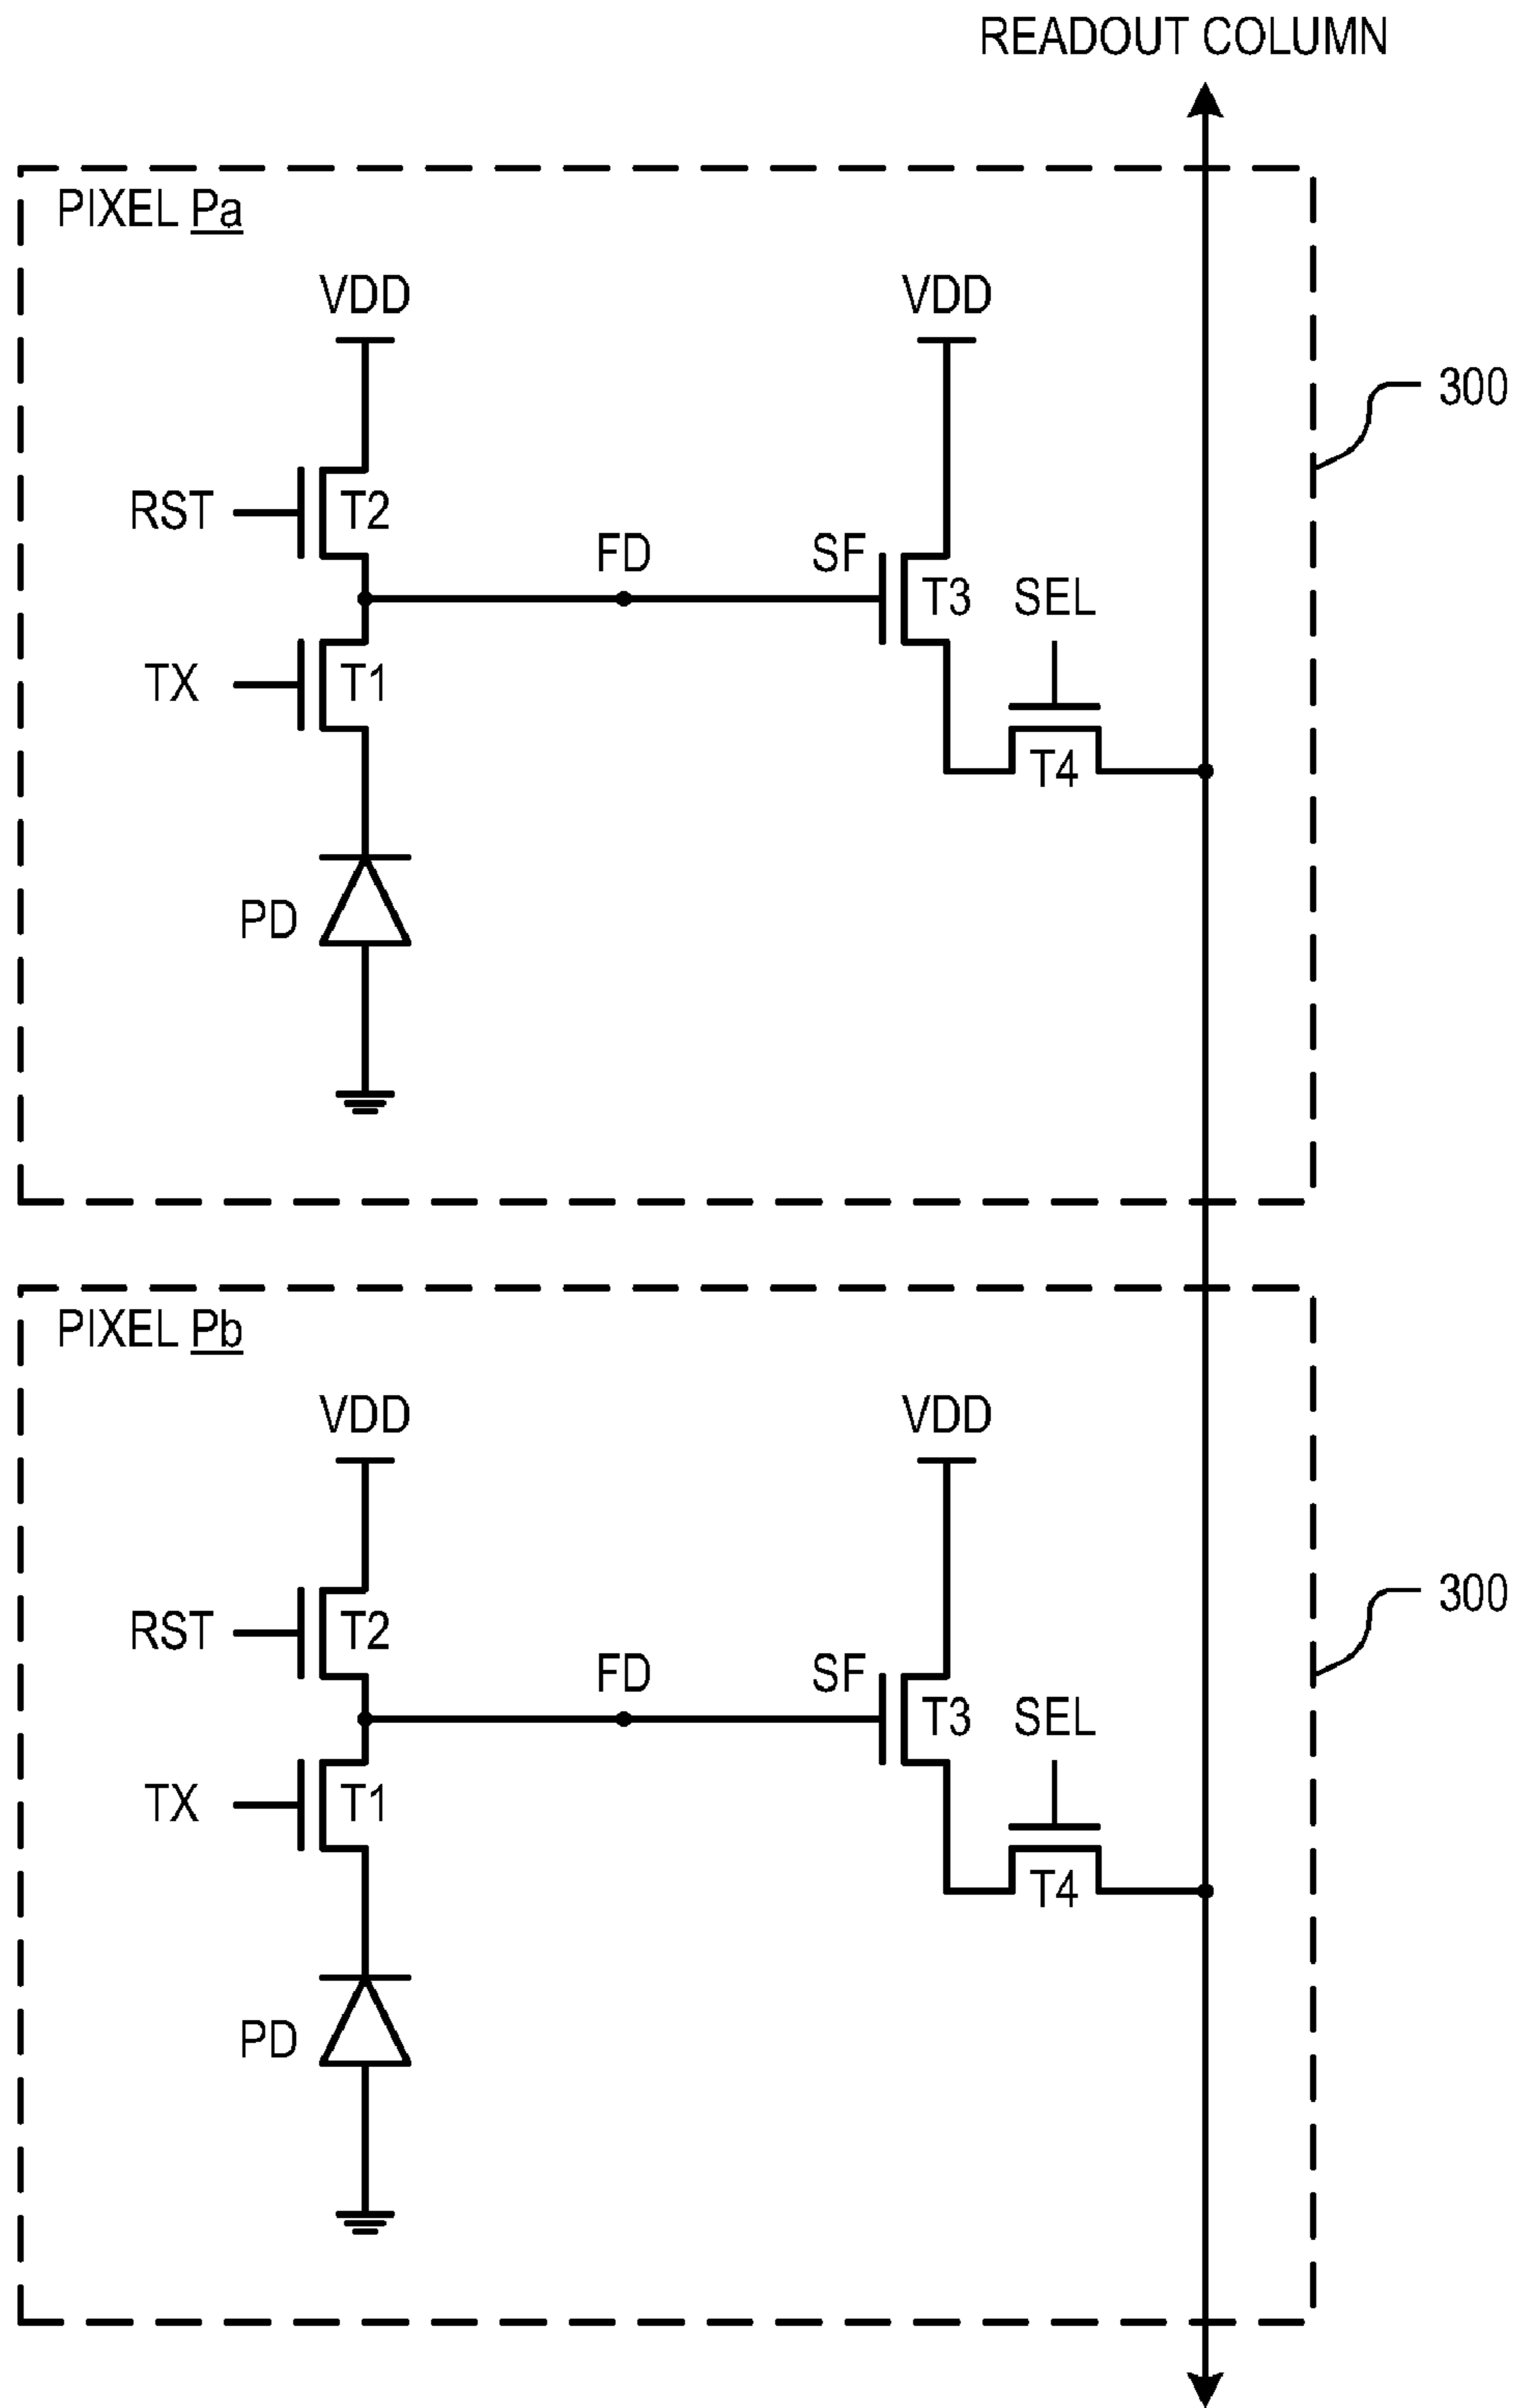 READOUT COLUMN
PIXEL Pa
VDD
VDD
300
RST
T2
FD
SF
T3
SEL
TX
T1
T4
PD
PIXEL Pb
VDD
VDD
300
RST
T2
FD
SF
T3
SEL
TX
T1
T4
PD